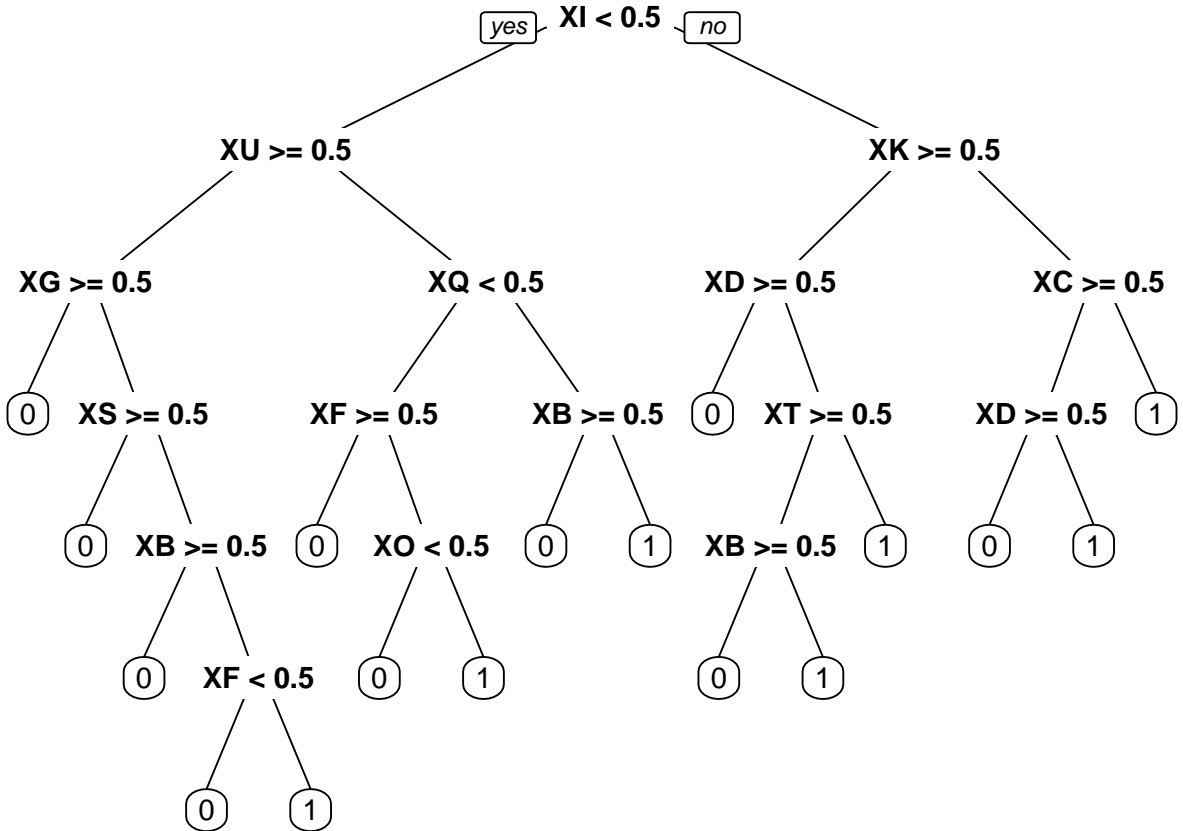 XI < 0.5
yes no
XU >= 0.5 XK >= 0.5
XG >= 0.5 XQ < 0.5 XD >= 0.5 XC >= 0.5
0 XS >= 0.5 XF >= 0.5 XB >= 0.5 0 XT >= 0.5 XD >= 0.5 1
0 XB >= 0.5 0 XO < 0.5 0 1 XB >= 0.5 1 0 1
0 XF < 0.5 0 1 0 1
0 1